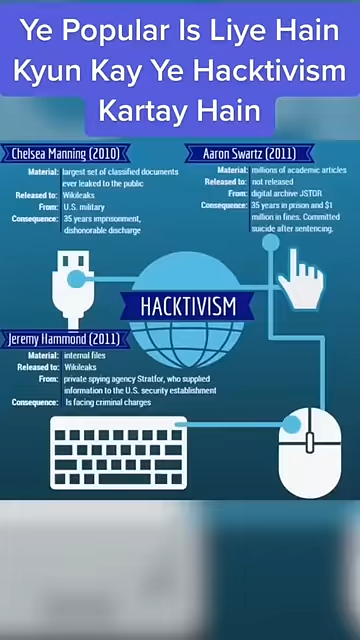 Ye Popular Is Liye Hain
Kyun Kay Ye Hacktivism
Kartay Hain
Chelsea Manning (2010)
Material: largest set of classified documents
ever leaked to the public
Released to: Wikileaks
From: U.S. military
Consequence: 35 years imprisonment,
dishonorable discharge
Aaron Swartz (2011)
Material: millions of academic articles
Released to: not released
From: digital archive JSTOR
Consequence: 35 years in prison and $1
million in fines. Committed
suicide after sentencing.
HACKTIVISM
Jeremy Hammond (2011)
Material: internal files
Released to: Wikileaks
From: private spying agency Stratfor, who supplied
information to the U.S. security establishment
Consequence: Is facing criminal charges